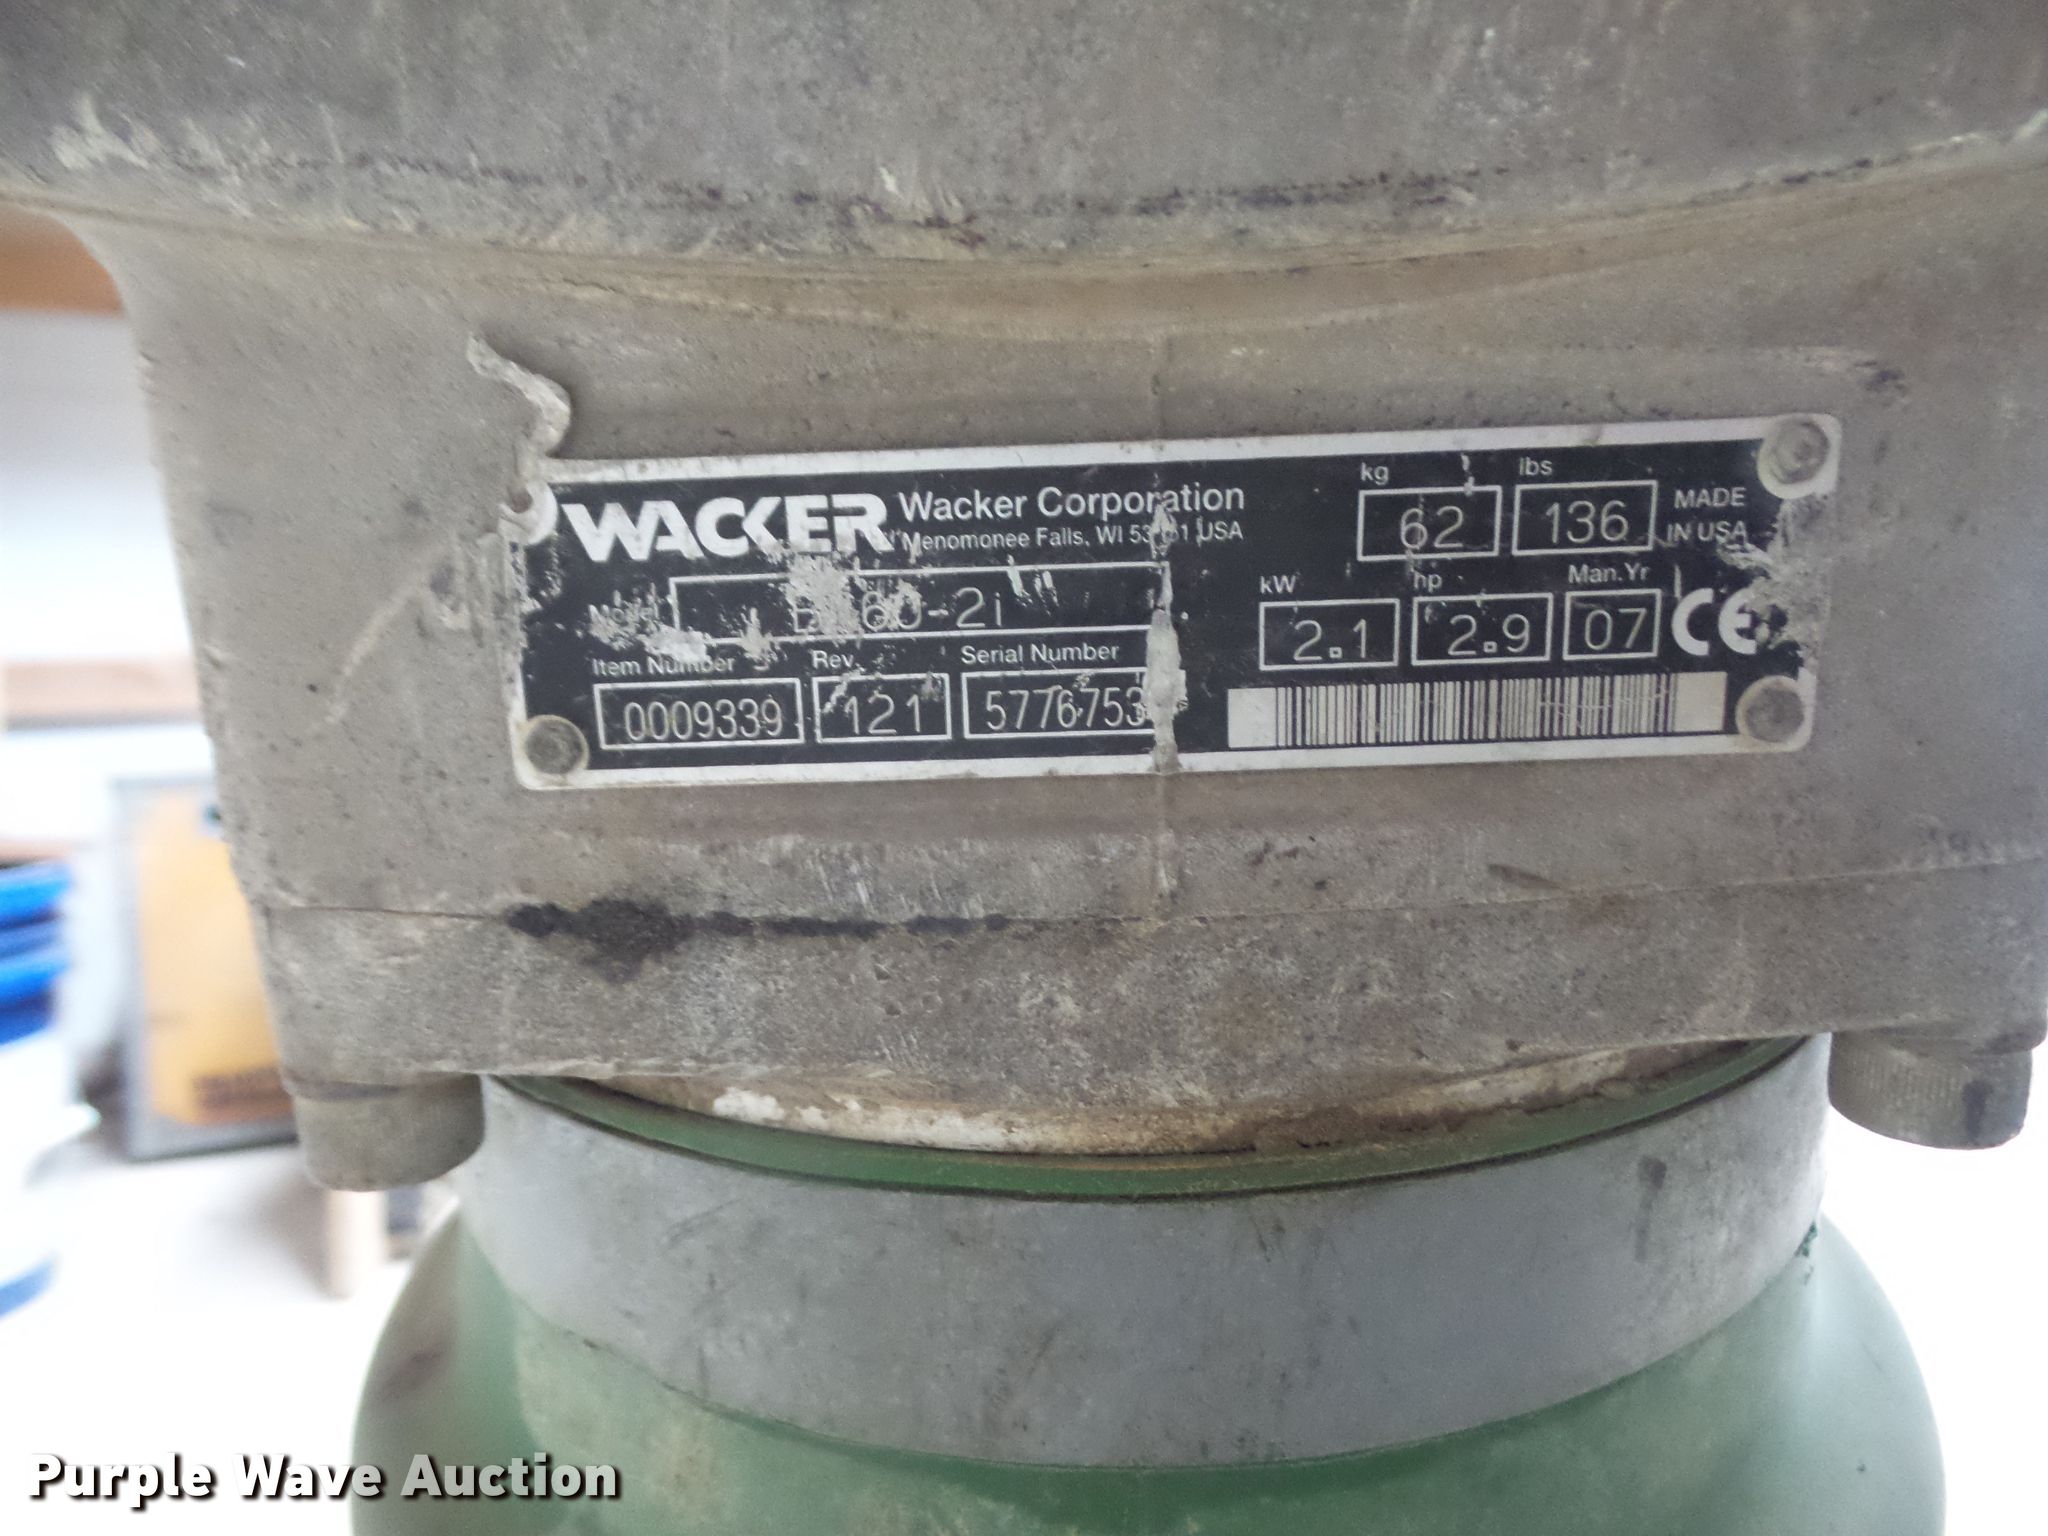 WACKER Wacker Corporation
Menomonee Falls, WI USA
kg lbs
62 136 MADE IN USA
Model
kW hp Man.Yr
2.1 2.9 07 CE
Item Number Rev. Serial Number
0009339 121
Purple Wave Auction